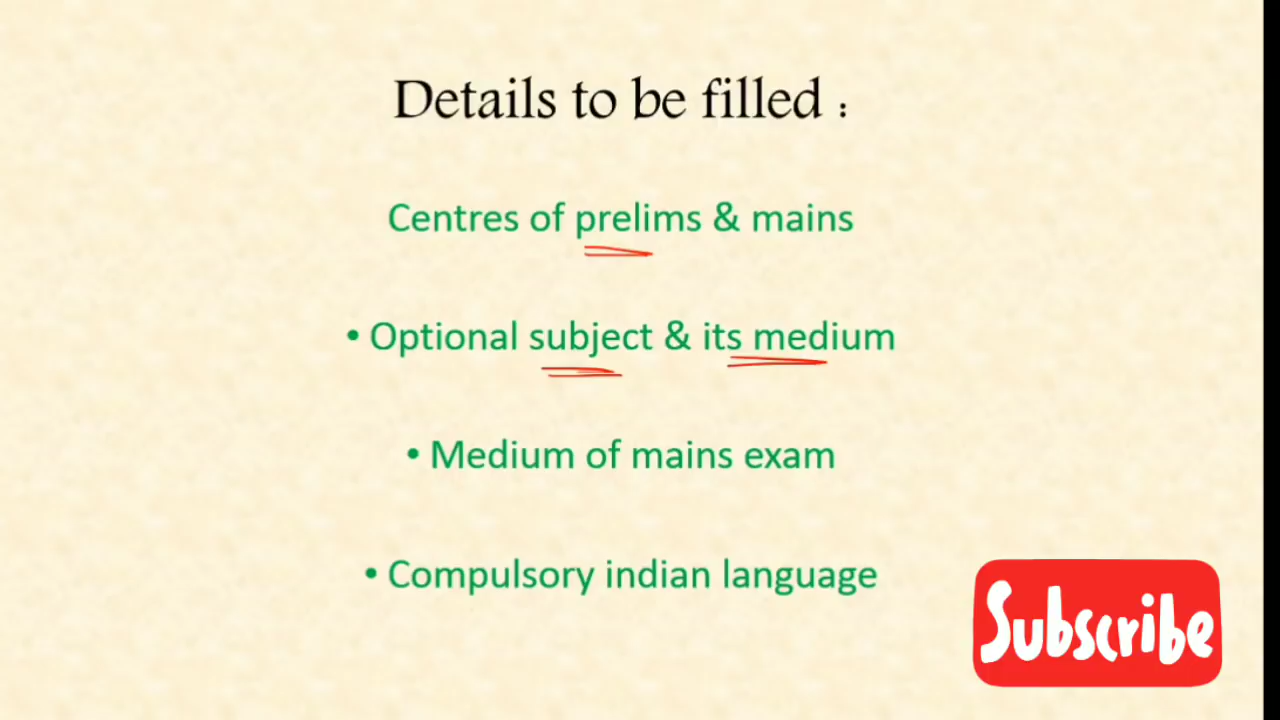 Details to be filled :
Centres of prelims & mains
• Optional subject & its medium
• Medium of mains exam
• Compulsory indian language
Subscribe